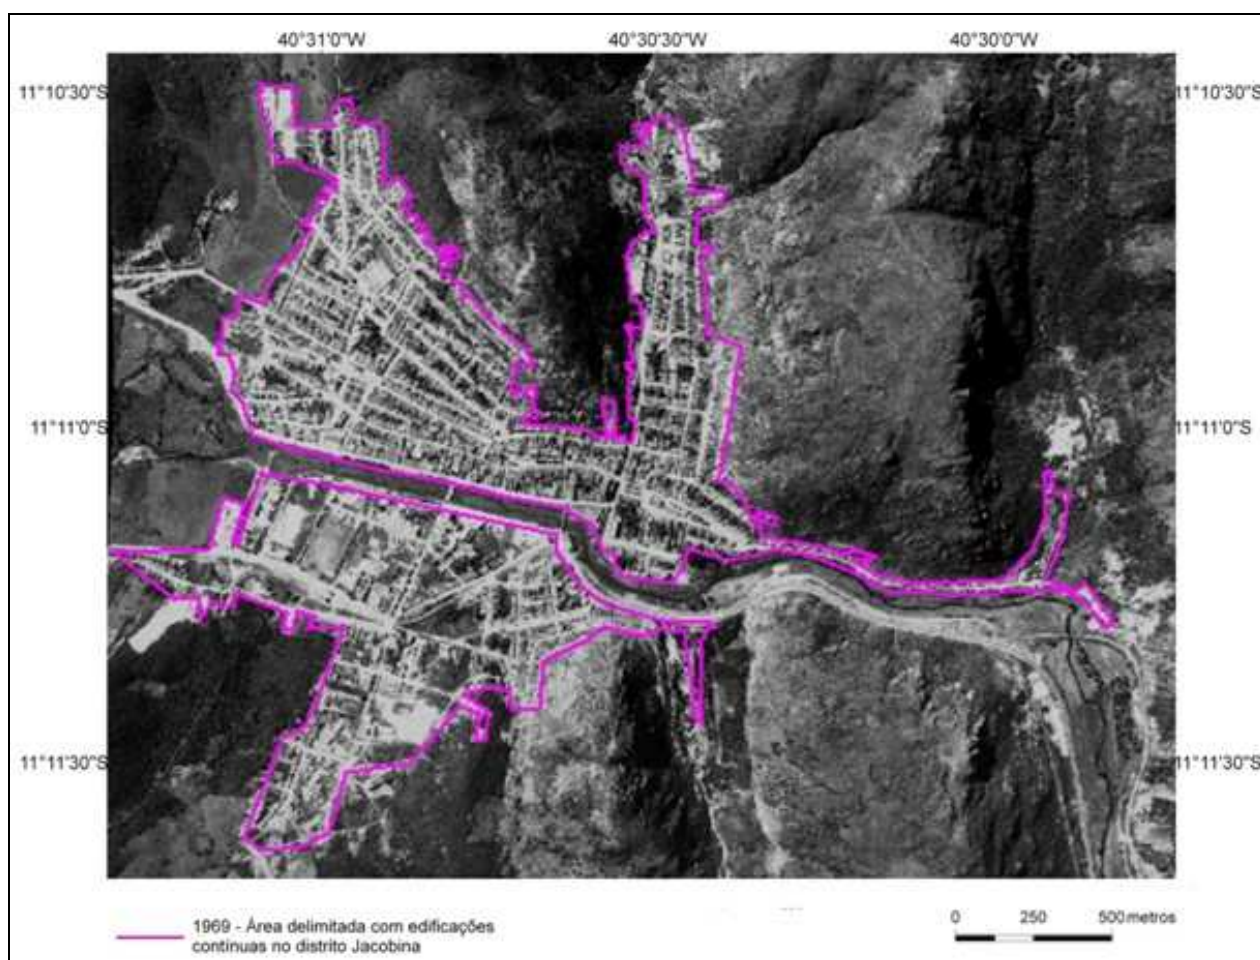 40°31'0"W 40°30'30"W 40°30'0"W
11°10'30"S 11°10'30"S
11°11'0"S 11°11'0"S
11°11'30"S 11°11'30"S
1969 - Área delimitada com edificações
contínuas no distrito Jacobina
0 250 500 metros